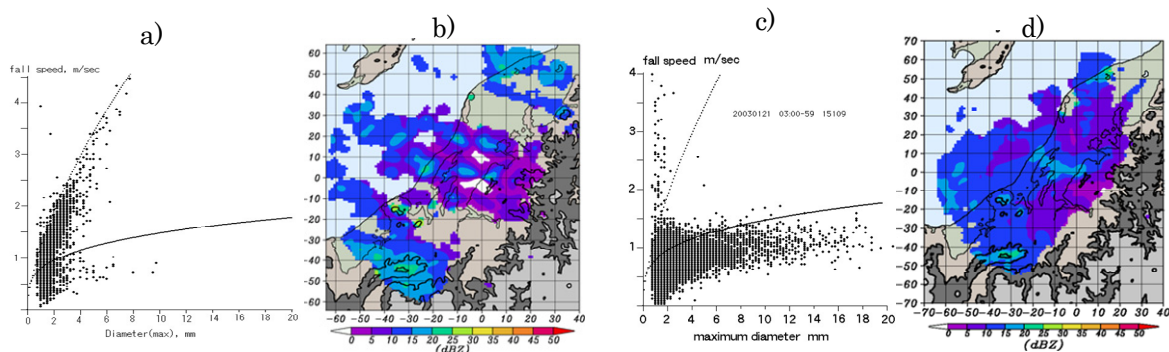 a)
fall speed, m/sec
4
3
2
1
0 2 4 6 8 10 12 14 16 18 20
Diameter(max), mm
b)
60
50
40
30
20
10
0
-10
-20
-30
-40
-50
-60
-60 -50 -40 -30 -20 -10 0 10 20 30 40
0 5 10 15 20 25 30 35 40 45 50
(dBZ)
c)
fall speed m/sec
4
20030121 03:00-59 15109
3
2
1
0 2 4 6 8 10 12 14 16 18 20
maximum diameter mm
d)
70
60
50
40
30
20
10
0
-10
-20
-30
-40
-50
-60
-70
-70 -60 -50 -40 -30 -20 -10 0 10 20 30 40
0 5 10 15 20 25 30 35 40 45 50
(dBZ)